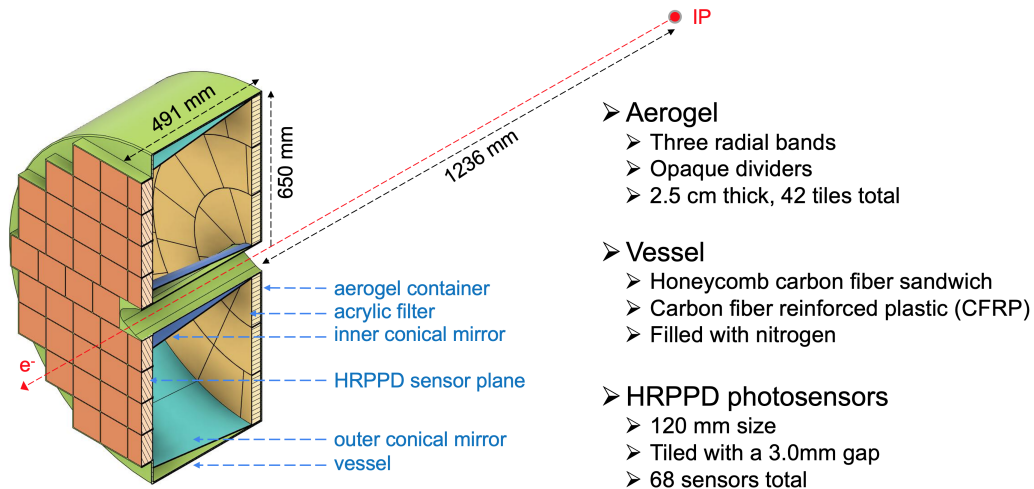 IP
491 mm
650 mm
1236 mm
aerogel container
acrylic filter
inner conical mirror
e-
HRPPD sensor plane
outer conical mirror
vessel
➢ Aerogel
➢ Three radial bands
➢ Opaque dividers
➢ 2.5 cm thick, 42 tiles total
➢ Vessel
➢ Honeycomb carbon fiber sandwich
➢ Carbon fiber reinforced plastic (CFRP)
➢ Filled with nitrogen
➢ HRPPD photosensors
➢ 120 mm size
➢ Tiled with a 3.0mm gap
➢ 68 sensors total